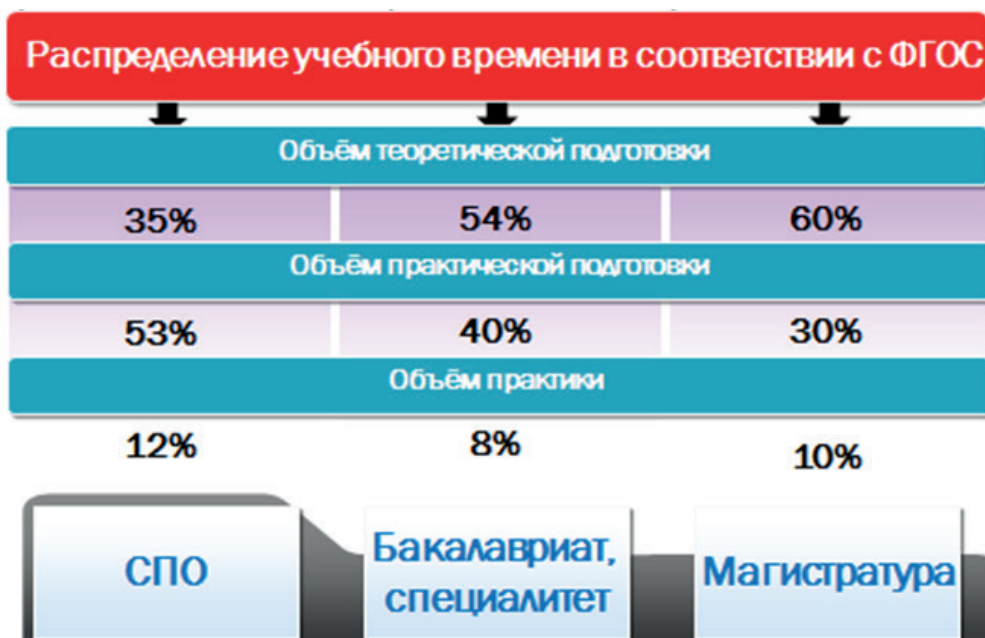 Распределение учебного времени в соответствии с ФГОС
Объём теоретической подготовки
35% 54% 60%
Объём практической подготовки
53% 40% 30%
Объём практики
12% 8% 10%
СПО
Бакалавриат,
специалитет
Магистратура